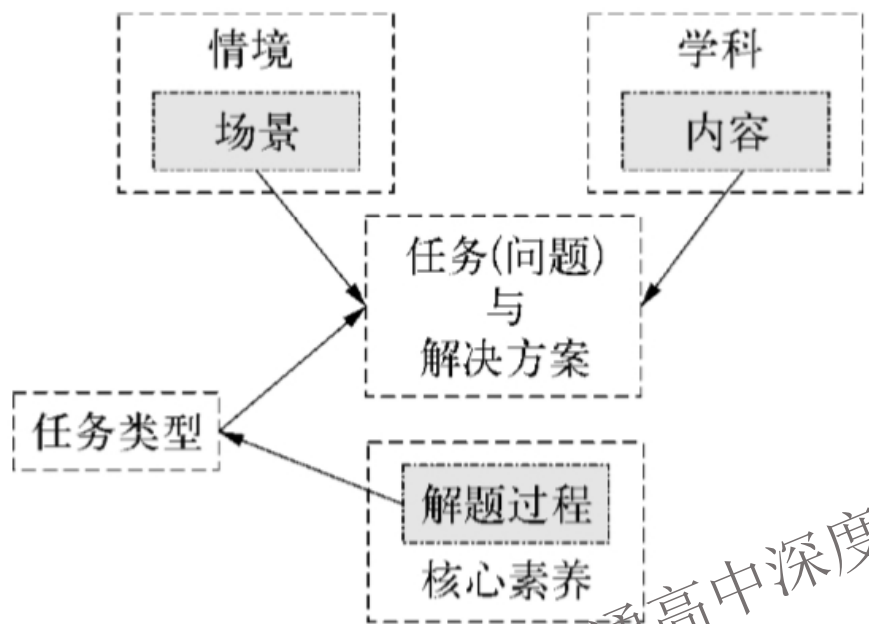 情境
场景
学科
内容
任务(问题)
与
解决方案
任务类型
解题过程
核心素养
高中深度